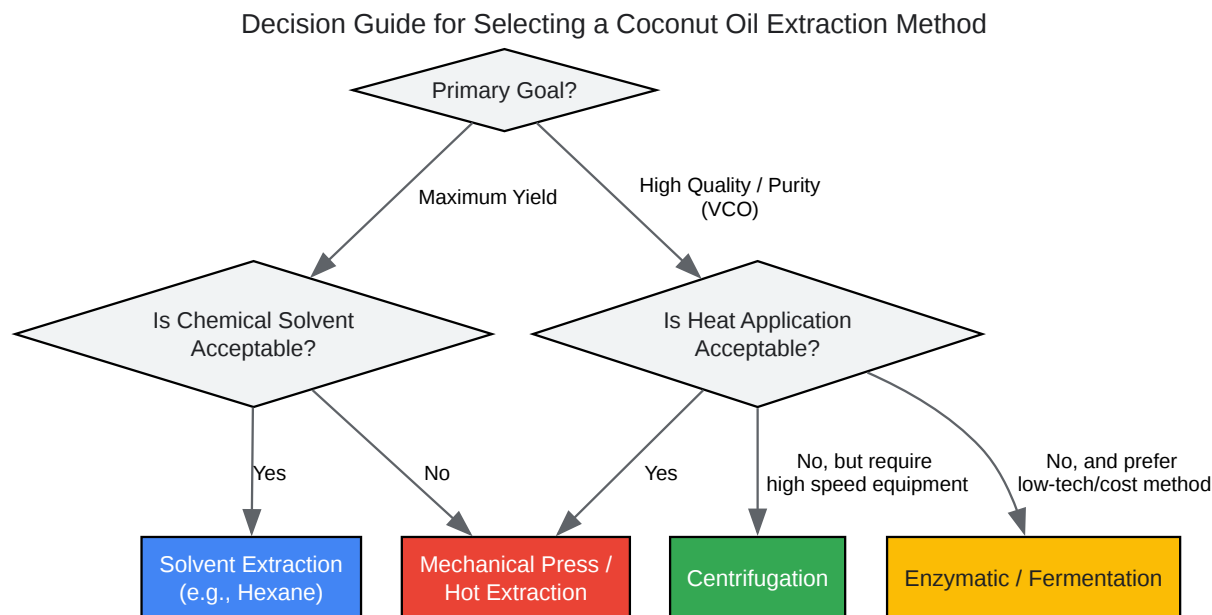 Decision Guide for Selecting a Coconut Oil Extraction Method
Primary Goal?
Maximum Yield
High Quality / Purity
(VCO)
Is Chemical Solvent
Acceptable?
Is Heat Application
Acceptable?
Yes
No
Yes
No, but require
high speed equipment
No, and prefer
low-tech/cost method
Solvent Extraction
(e.g., Hexane)
Mechanical Press /
Hot Extraction
Centrifugation
Enzymatic / Fermentation